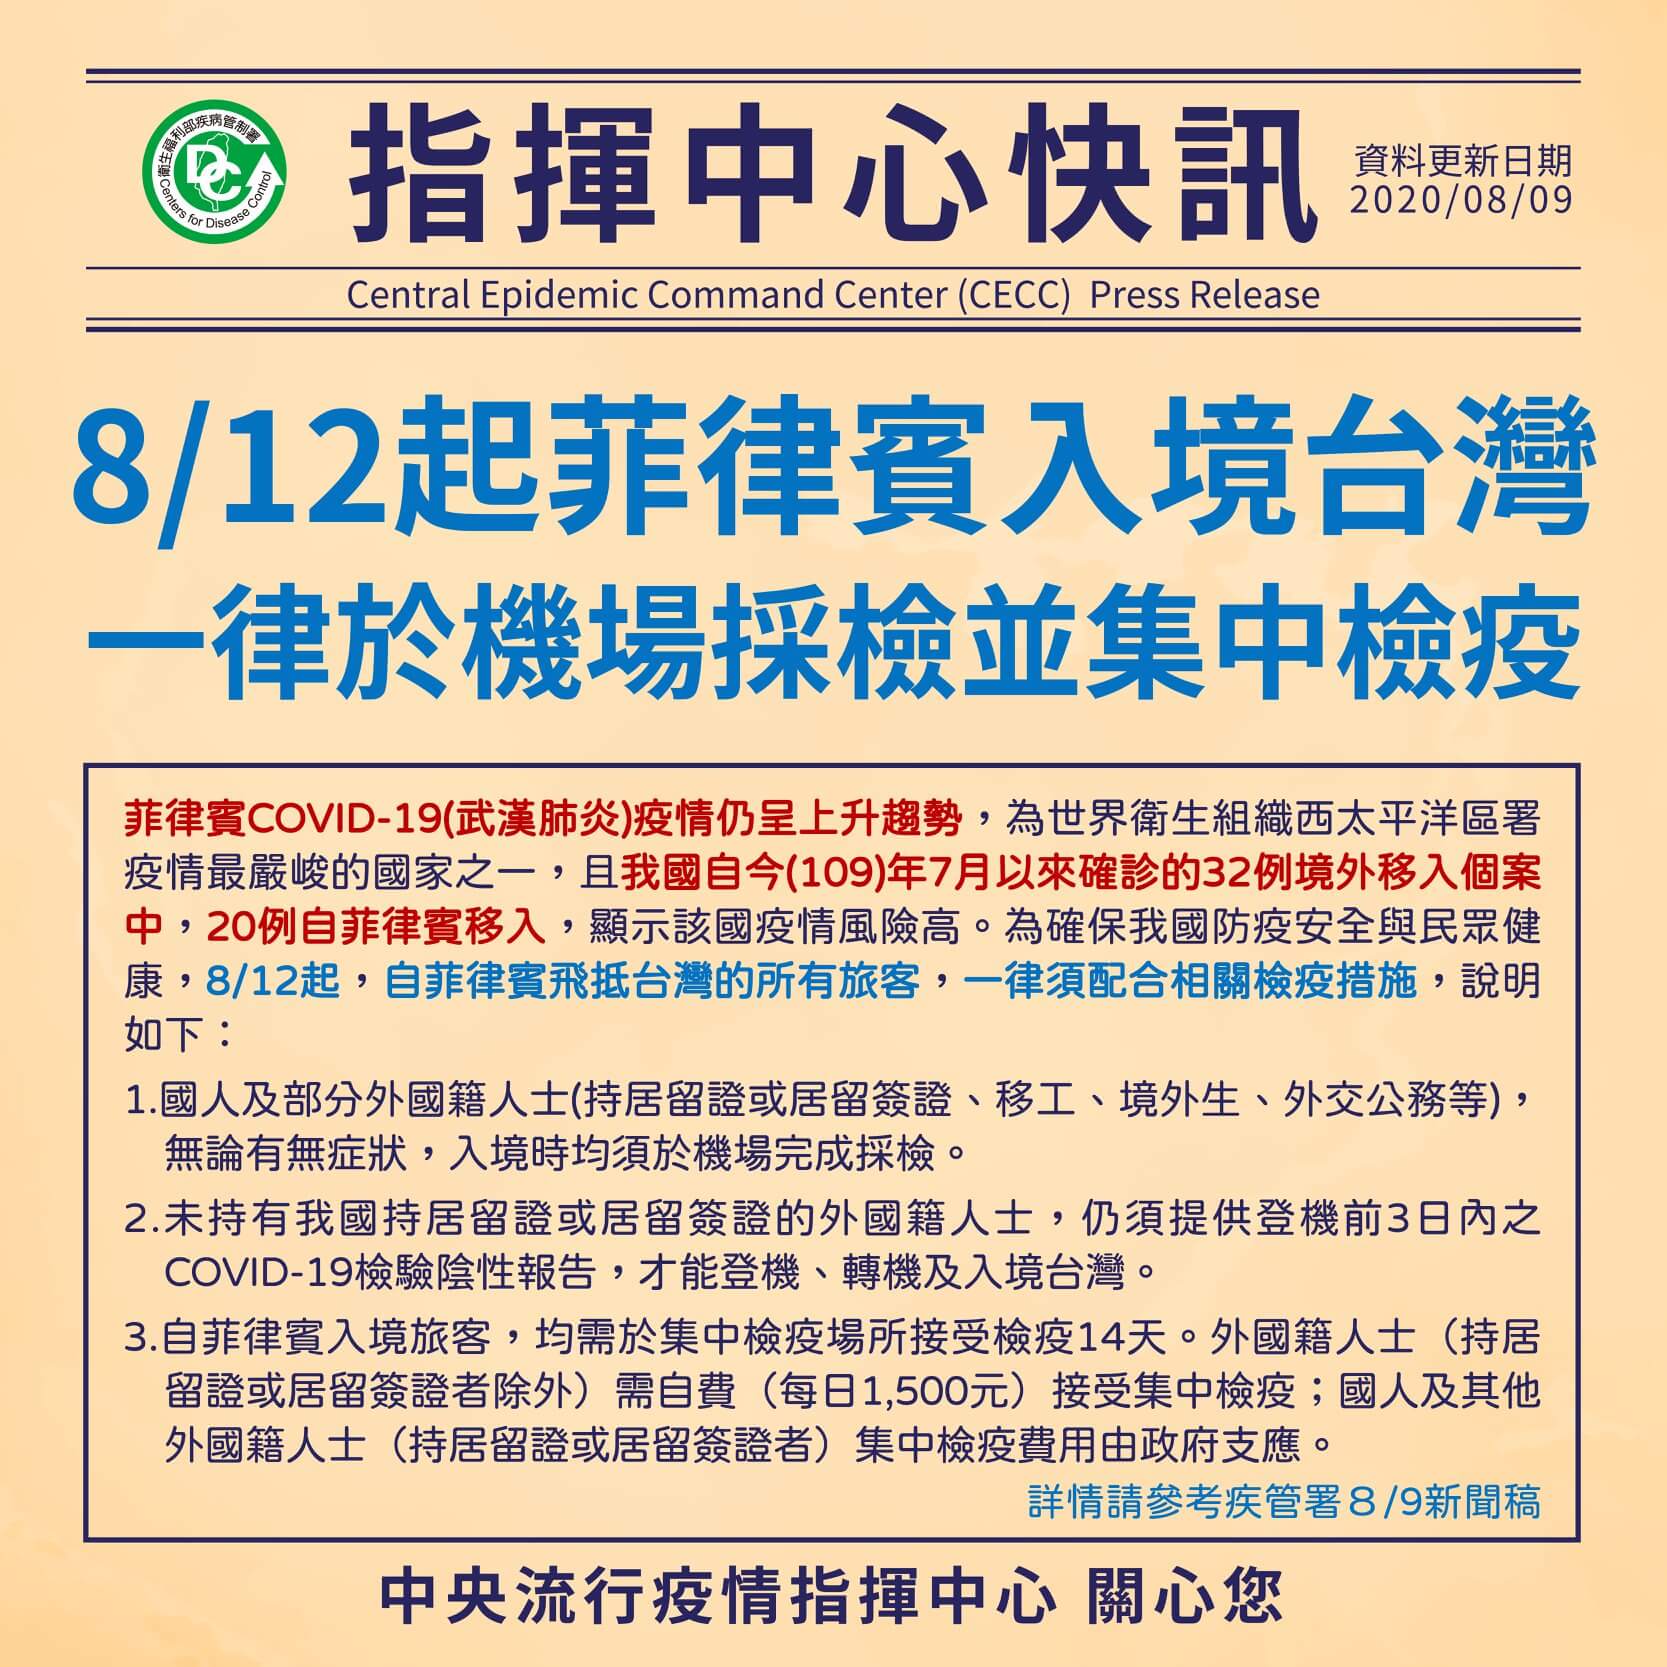 衛生福利部疾病管制署
CDC
Centers for Disease Control
指揮中心快訊
資料更新日期
2020/08/09
Central Epidemic Command Center (CECC) Press Release
8/12起菲律賓入境台灣
一律於機場採檢並集中檢疫
菲律賓COVID-19(武漢肺炎)疫情仍呈上升趨勢，為世界衛生組織西太平洋區署
疫情最嚴峻的國家之一，且我國自今(109)年7月以來確診的32例境外移入個案
中，20例自菲律賓移入，顯示該國疫情風險高。為確保我國防疫安全與民眾健
康，8/12起，自菲律賓飛抵台灣的所有旅客，一律須配合相關檢疫措施，說明
如下：
1.國人及部分外國籍人士(持居留證或居留簽證、移工、境外生、外交公務等)，
無論有無症狀，入境時均須於機場完成採檢。
2.未持有我國持居留證或居留簽證的外國籍人士，仍須提供登機前3日內之
COVID-19檢驗陰性報告，才能登機、轉機及入境台灣。
3.自菲律賓入境旅客，均需於集中檢疫場所接受檢疫14天。外國籍人士（持居
留證或居留簽證者除外）需自費（每日1,500元）接受集中檢疫；國人及其他
外國籍人士（持居留證或居留簽證者）集中檢疫費用由政府支應。
詳情請參考疾管署８/9新聞稿
中央流行疫情指揮中心 關心您